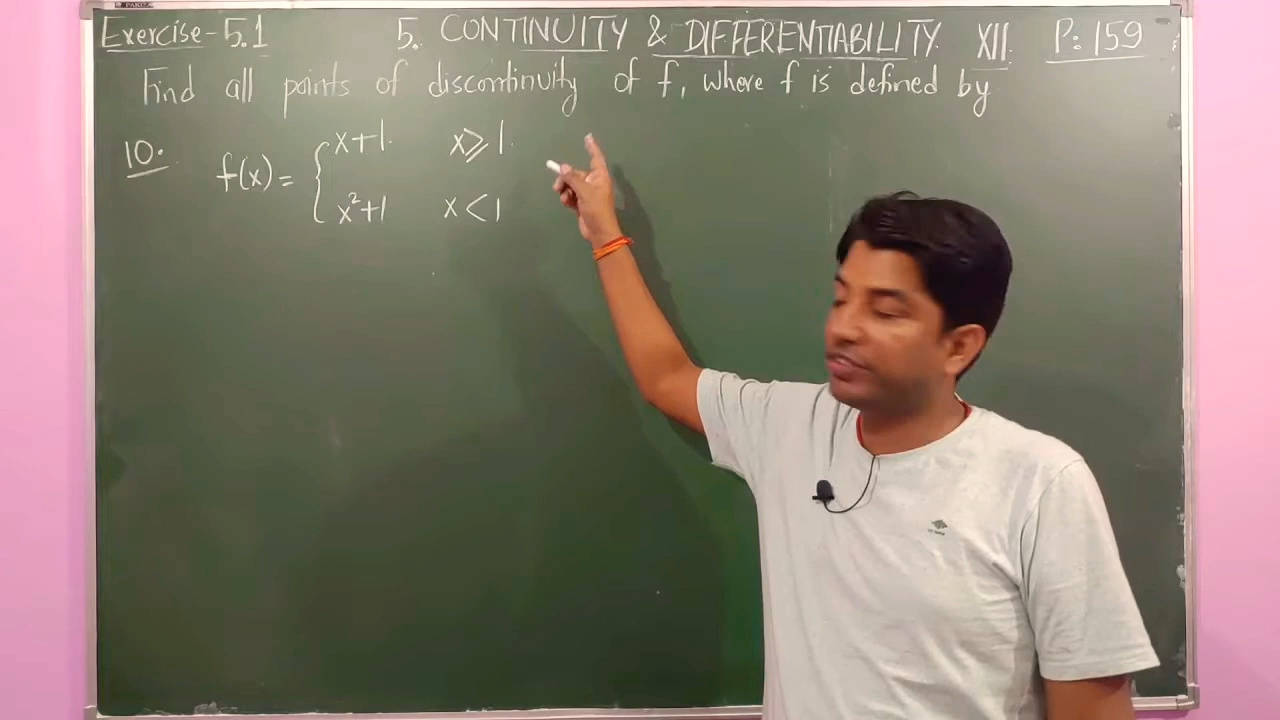 Exercise-5.1 5. CONTINUITY & DIFFERENTIABILITY XII P: 159
Find all points of discontinuity of f, where f is defined by
10. f(x) = { x+1 x⩾1
x²+1 x<1